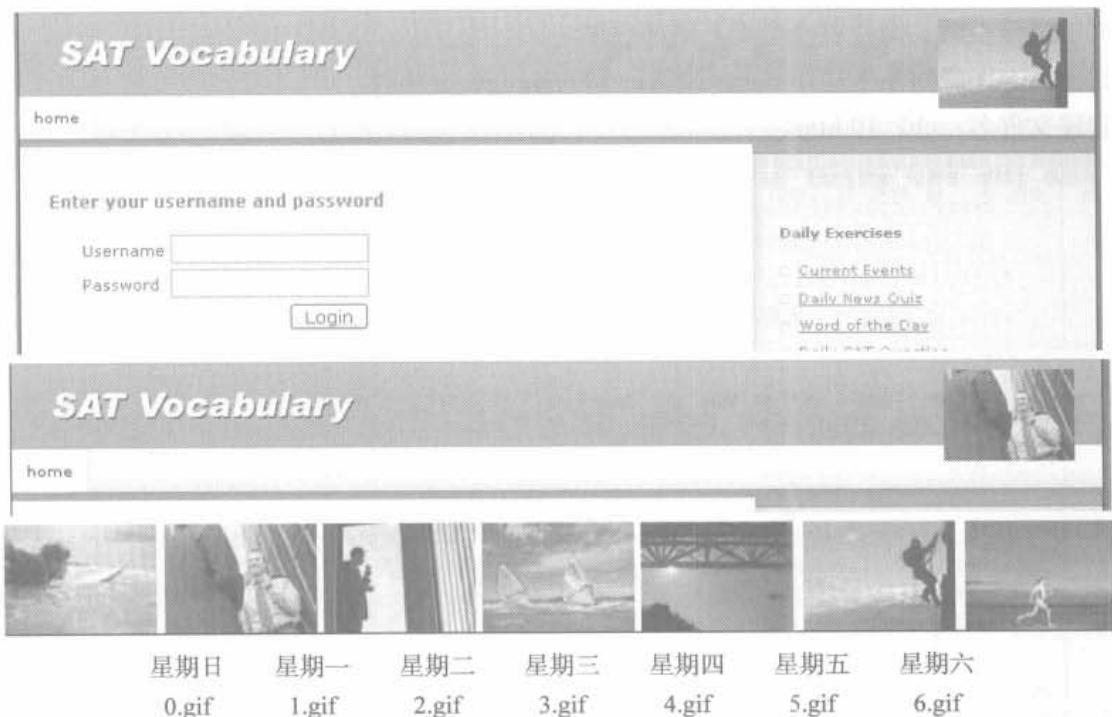 SAT Vocabulary
home
Enter your username and password
Username
Password
Login
Daily Exercises
Current Events
Daily News Quiz
Word of the Day
SAT Vocabulary
home
星期日 星期一 星期二 星期三 星期四 星期五 星期六
0.gif 1.gif 2.gif 3.gif 4.gif 5.gif 6.gif